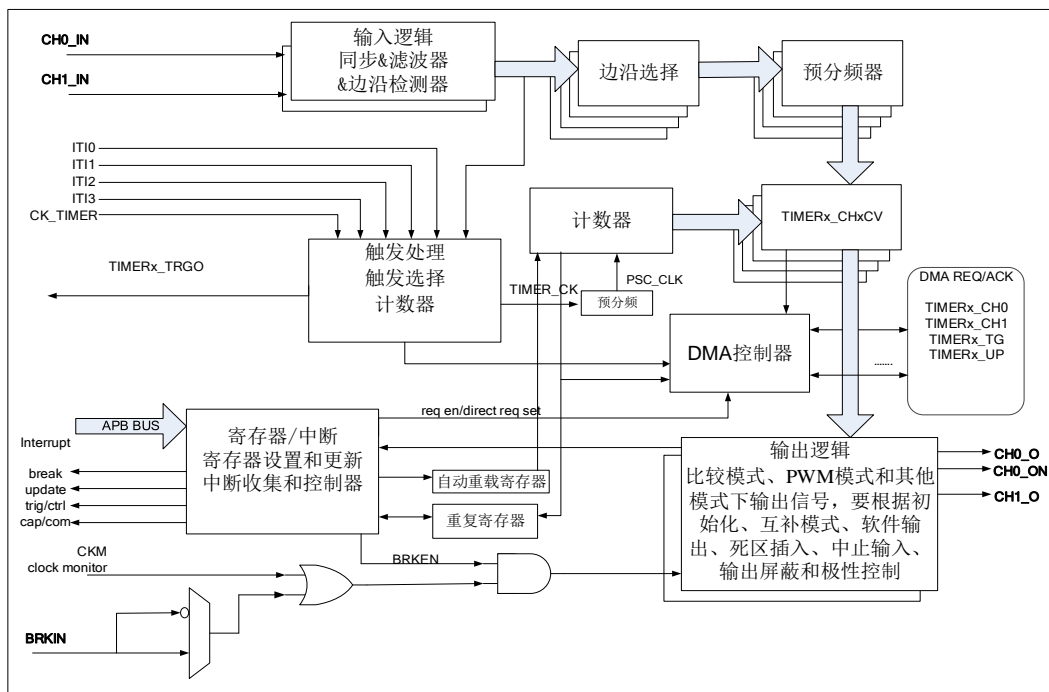 CH0_IN
CH1_IN
输入逻辑
同步&滤波器
&边沿检测器
边沿选择
预分频器
ITI0
ITI1
ITI2
ITI3
CK_TIMER
TIMERx_TRGO
触发处理
触发选择
计数器
TIMER_CK
预分频
PSC_CLK
计数器
TIMERx_CHxCV
DMA控制器
DMA REQ/ACK
TIMERx_CH0
TIMERx_CH1
TIMERx_TG
TIMERx_UP
........
req en/direct req set
APB BUS
Interrupt
break
update
trig/ctrl
cap/com
寄存器/中断
寄存器设置和更新
中断收集和控制器
自动重载寄存器
重复寄存器
输出逻辑
比较模式、PWM模式和其他
模式下输出信号，要根据初
始化、互补模式、软件输
出、死区插入、中止输入、
输出屏蔽和极性控制
CH0_O
CH0_ON
CH1_O
CKM
clock monitor
BRKEN
BRKIN